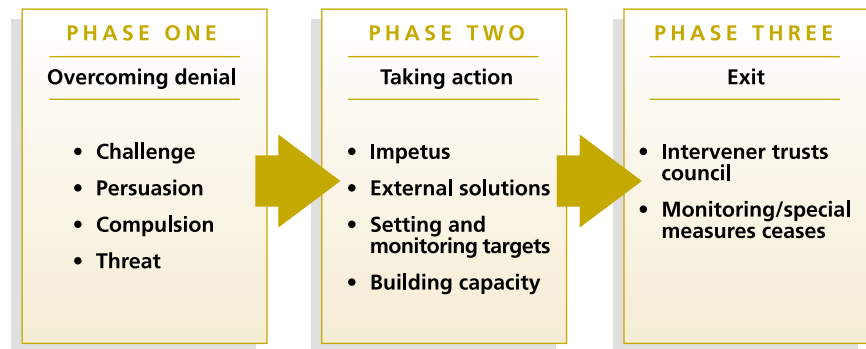 PHASE ONE
Overcoming denial
• Challenge
• Persuasion
• Compulsion
• Threat
PHASE TWO
Taking action
• Impetus
• External solutions
• Setting and
monitoring targets
• Building capacity
PHASE THREE
Exit
• Intervener trusts
council
• Monitoring/special
measures ceases